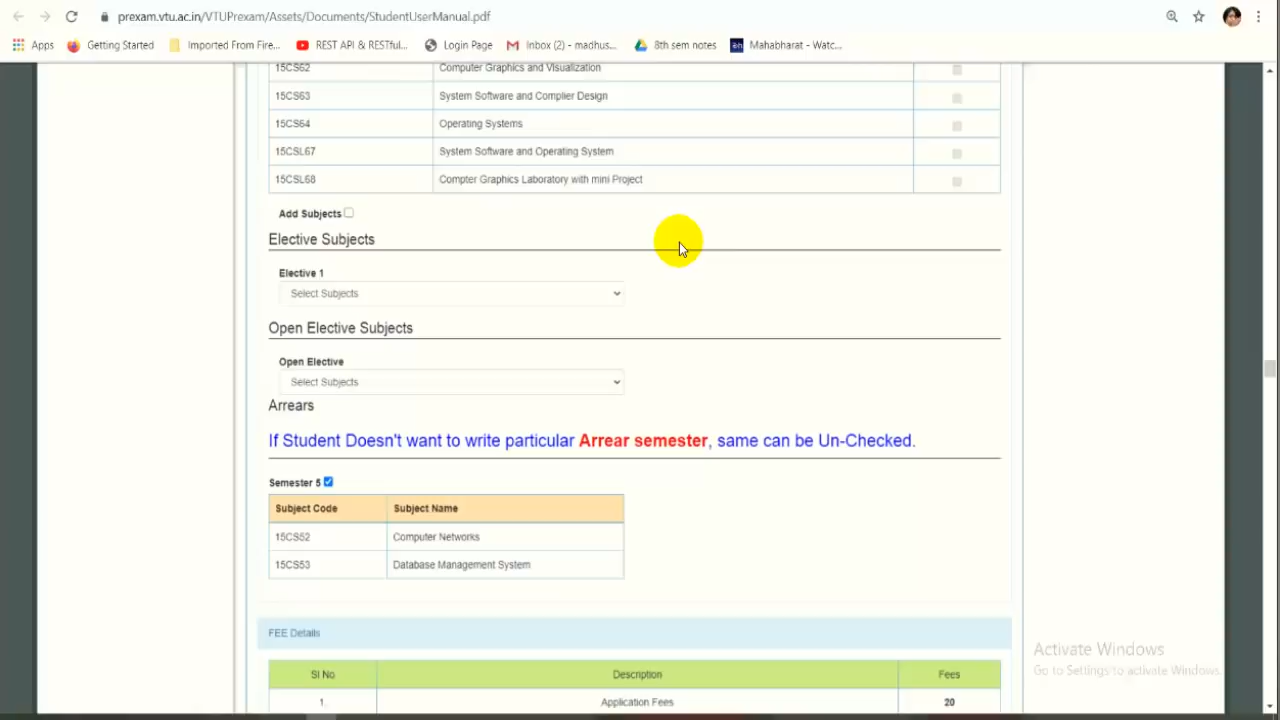 prexam.vtu.ac.in/VTUPrexam/Assets/Documents/StudentUserManual.pdf
Apps Getting Started Imported From Fire... REST API & RESTful... Login Page Inbox (2) - madhus... 8th sem notes Mahabharat - Watc...
15CS62 Computer Graphics and Visualization
15CS63 System Software and Complier Design
15CS64 Operating Systems
15CSL67 System Software and Operating System
15CSL68 Compter Graphics Laboratory with mini Project
Add Subjects
Elective Subjects
Elective 1
Select Subjects
Open Elective Subjects
Open Elective
Select Subjects
Arrears
If Student Doesn't want to write particular Arrear semester, same can be Un-Checked.
Semester 5
Subject Code Subject Name
15CS52 Computer Networks
15CS53 Database Management System
FEE Details
Sl No Description Fees
1 Application Fees 20
Activate Windows
Go to Settings to activate Windows.